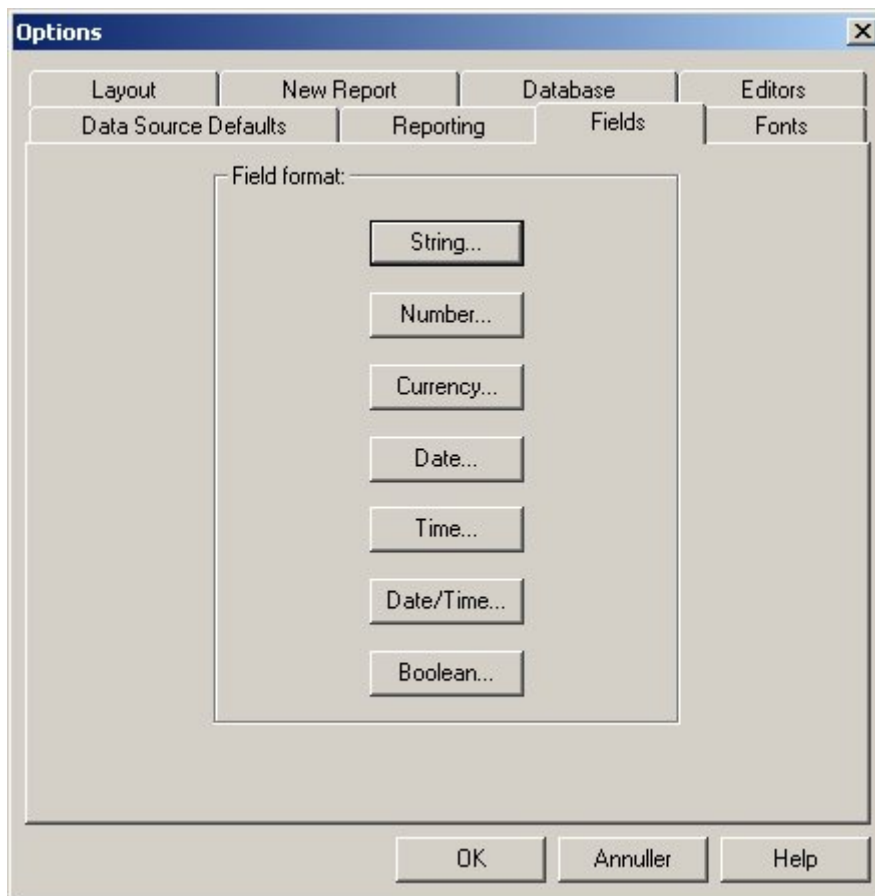 Options
Layout New Report Database Editors
Data Source Defaults Reporting Fields Fonts
Field format:
String...
Number...
Currency...
Date...
Time...
Date/Time...
Boolean...
OK Annuller Help